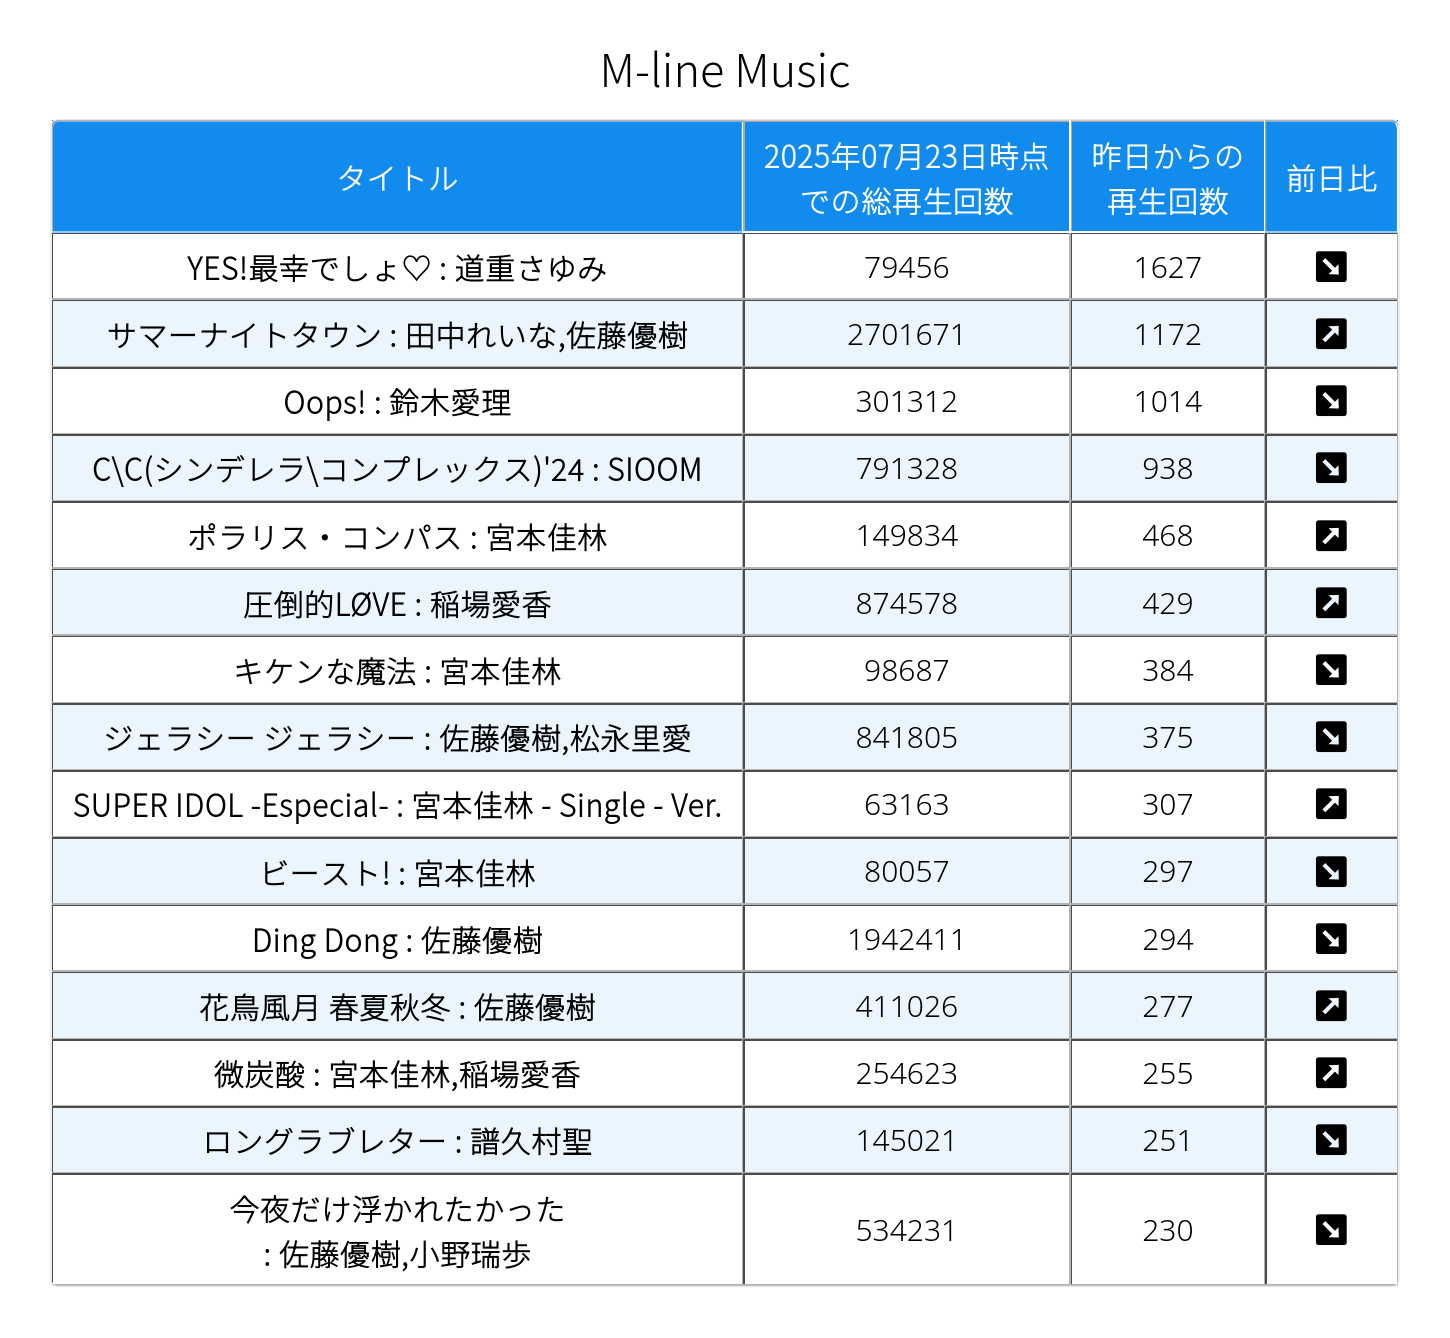 M-line Music
タイトル
2025年07月23日時点
での総再生回数
昨日からの
再生回数
前日比
YES!最幸でしょ♡ : 道重さゆみ 79456 1627 ↘
サマーナイトタウン : 田中れいな,佐藤優樹 2701671 1172 ↗
Oops! : 鈴木愛理 301312 1014 ↘
C\C(シンデレラ\コンプレックス)'24 : SIOOM 791328 938 ↘
ポラリス・コンパス : 宮本佳林 149834 468 ↗
圧倒的LØVE : 稲場愛香 874578 429 ↗
キケンな魔法 : 宮本佳林 98687 384 ↘
ジェラシー ジェラシー : 佐藤優樹,松永里愛 841805 375 ↘
SUPER IDOL -Especial- : 宮本佳林 - Single - Ver. 63163 307 ↗
ビースト! : 宮本佳林 80057 297 ↘
Ding Dong : 佐藤優樹 1942411 294 ↘
花鳥風月 春夏秋冬 : 佐藤優樹 411026 277 ↗
微炭酸 : 宮本佳林,稲場愛香 254623 255 ↗
ロングラブレター : 譜久村聖 145021 251 ↘
今夜だけ浮かれたかった
: 佐藤優樹,小野瑞歩 534231 230 ↘